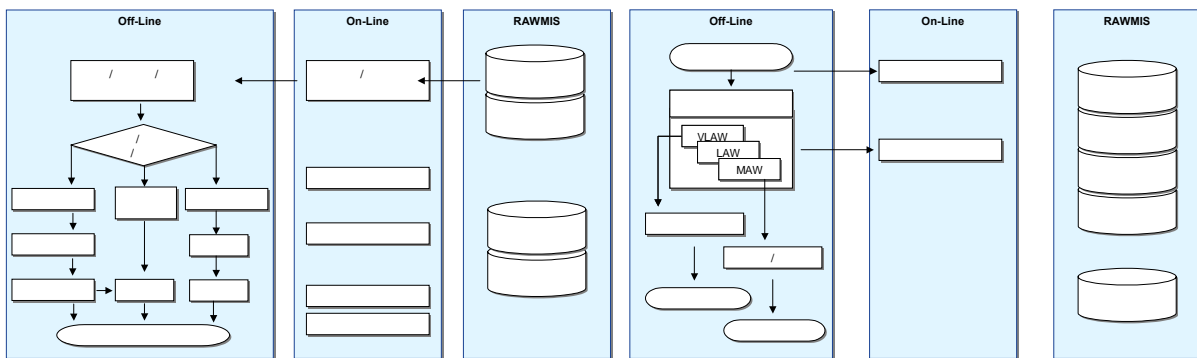 Off-Line
On-Line
RAWMIS
Off-Line
On-Line
RAWMIS
/ /
/
/
/
VLAW
LAW
MAW
/